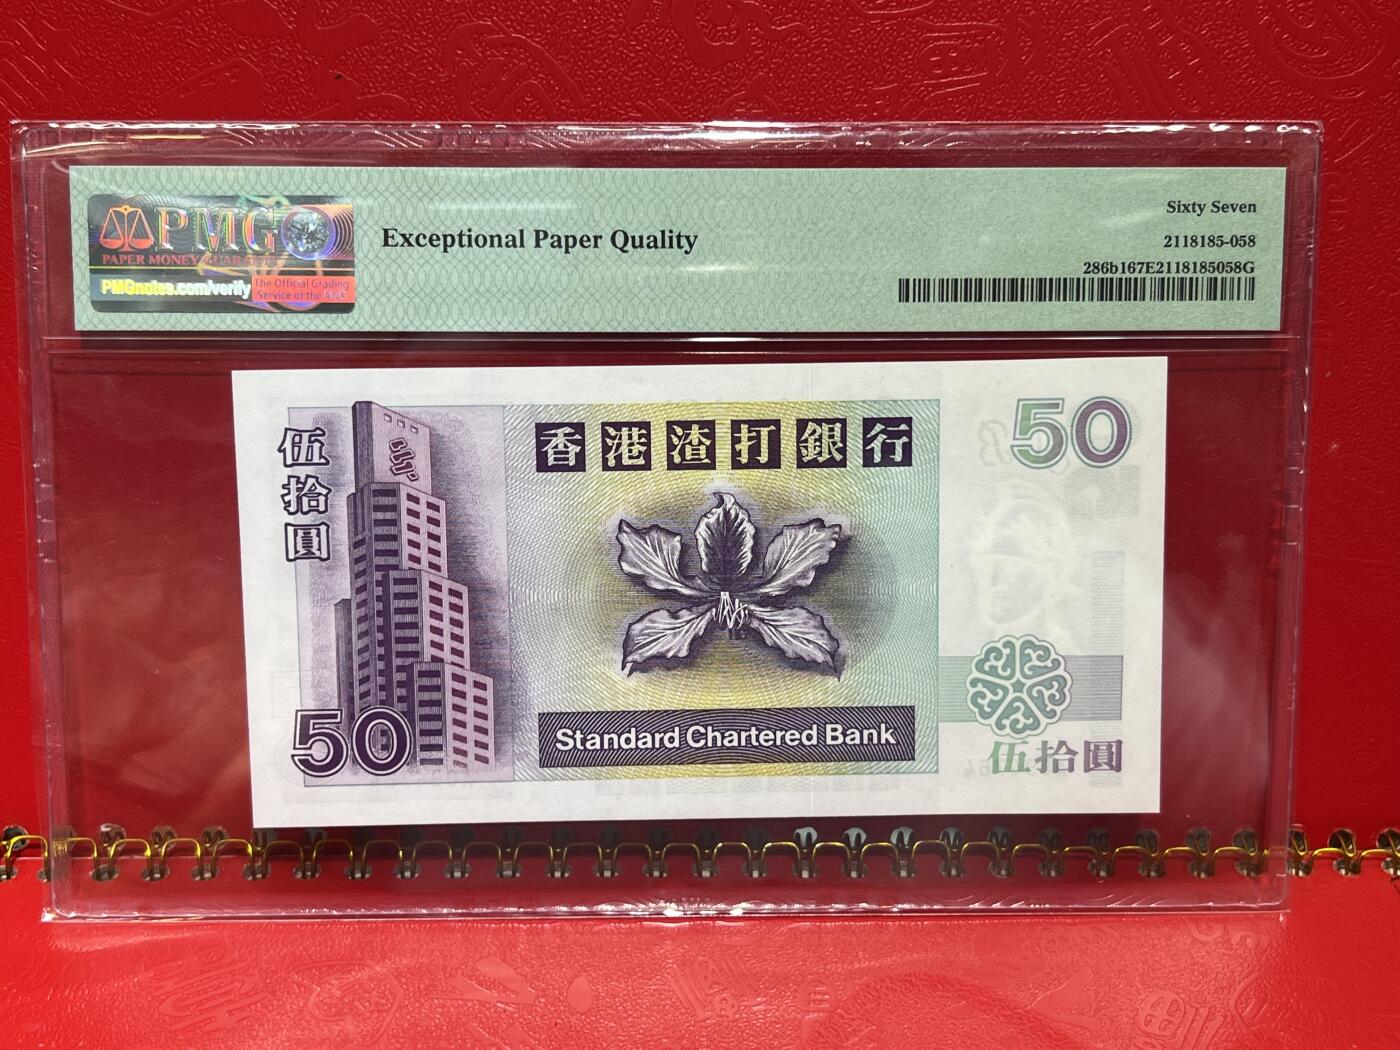 PMG
PAPER MONEY GUARANTY
PMGnotes.com/verify
The Official Grading
Service of the ANA
Exceptional Paper Quality
Sixty Seven
2118185-058
286b167E2118185058G
伍拾圓
香港渣打銀行
50
50
Standard Chartered Bank
伍拾圓